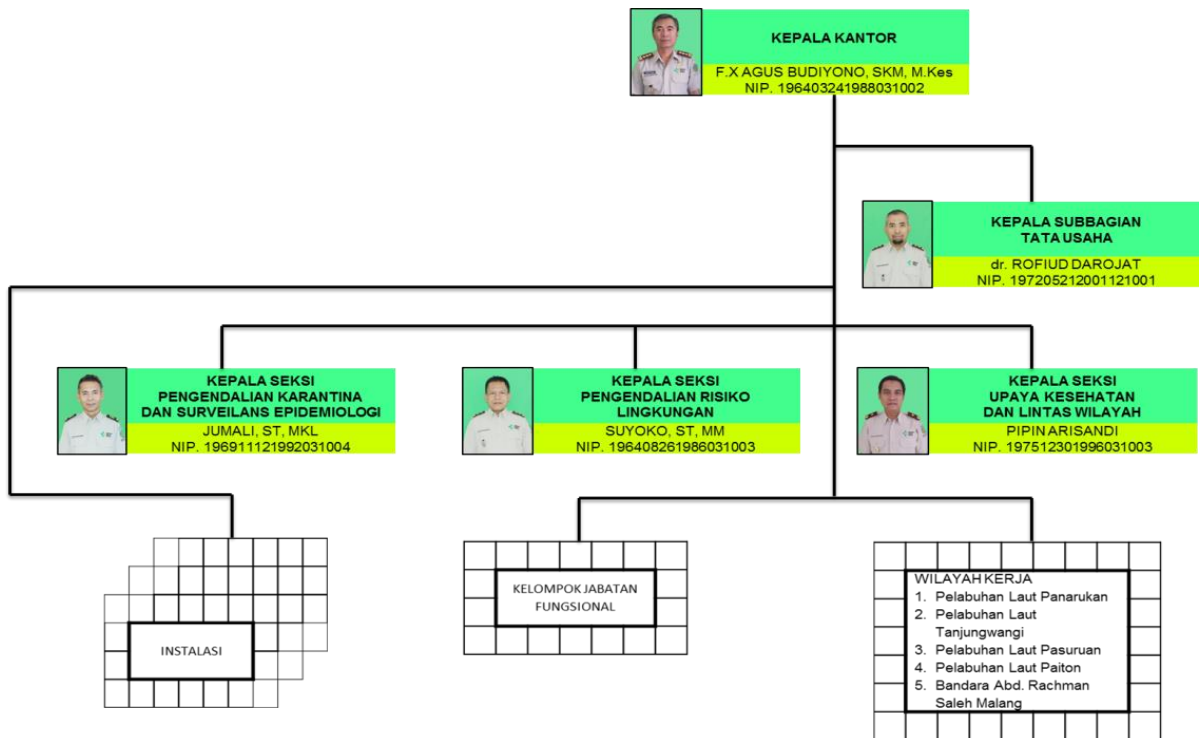 KEPALA KANTOR
F.X AGUS BUDIYONO, SKM, M.Kes
NIP. 196403241988031002
KEPALA SUBBAGIAN
TATA USAHA
dr. ROFIUD DAROJAT
NIP. 197205212001121001
KEPALA SEKSI
PENGENDALIAN KARANTINA
DAN SURVEILANS EPIDEMIOLOGI
JUMALI, ST, MKL
NIP. 196911121992031004
KEPALA SEKSI
PENGENDALIAN RISIKO
LINGKUNGAN
SUYOKO, ST, MM
NIP. 196408261986031003
KEPALA SEKSI
UPAYA KESEHATAN
DAN LINTAS WILAYAH
PIPIN ARISANDI
NIP. 197512301996031003
INSTALASI
KELOMPOK JABATAN
FUNGSIONAL
WILAYAH KERJA
1. Pelabuhan Laut Panarukan
2. Pelabuhan Laut
Tanjungwangi
3. Pelabuhan Laut Pasuruan
4. Pelabuhan Laut Paiton
5. Bandara Abd. Rachman
Saleh Malang